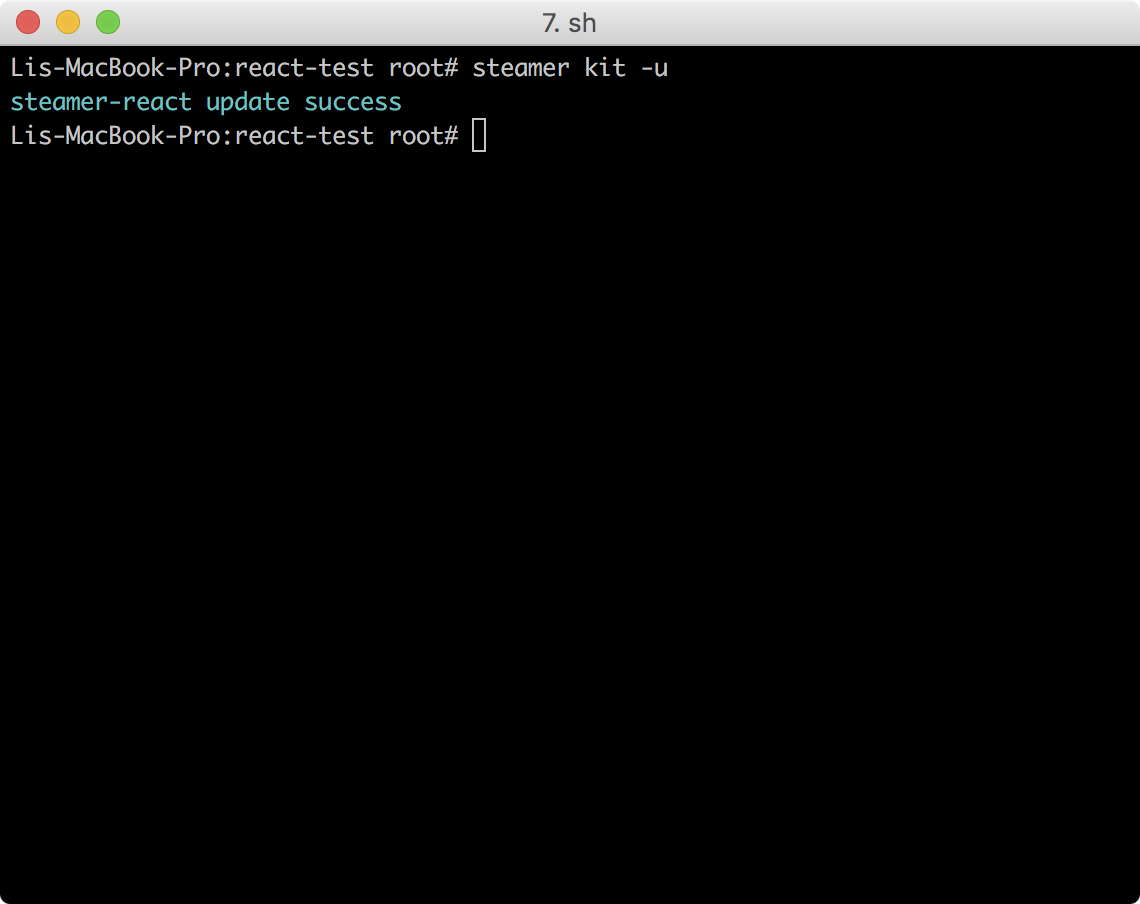 7. sh
Lis-MacBook-Pro:react-test root# steamer kit -u
steamer-react update success
Lis-MacBook-Pro:react-test root#